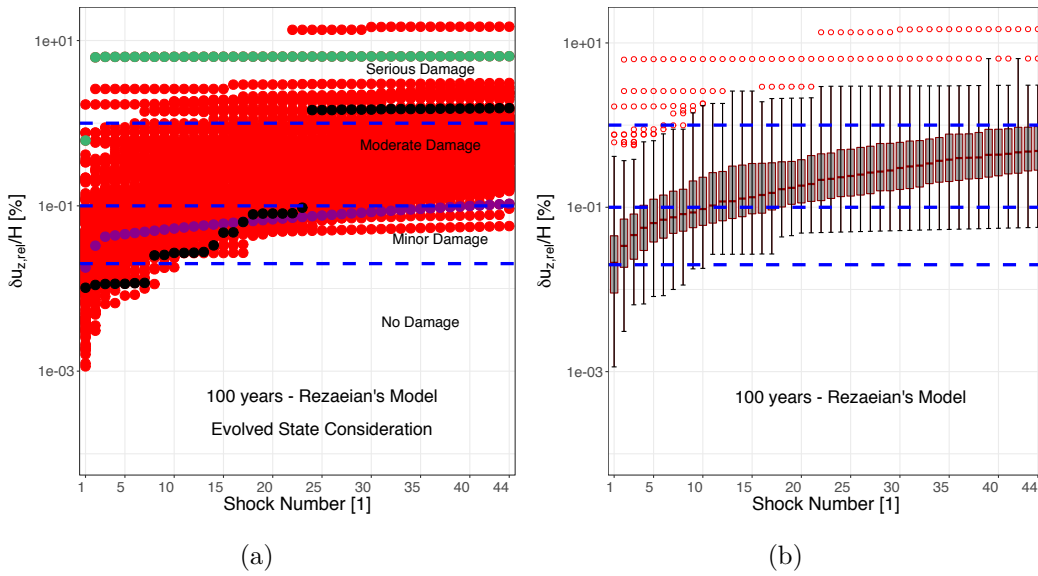 1e+01
1e-01
1e-03
δu_{z,rel}/H [%]
Serious Damage
Moderate Damage
Minor Damage
No Damage
100 years - Rezaeian's Model
Evolved State Consideration
1 5 10 15 20 25 30 35 40 44
Shock Number [1]
(a)
1e+01
1e-01
1e-03
δu_{z,rel}/H [%]
100 years - Rezaeian's Model
1 5 10 15 20 25 30 35 40 44
Shock Number [1]
(b)